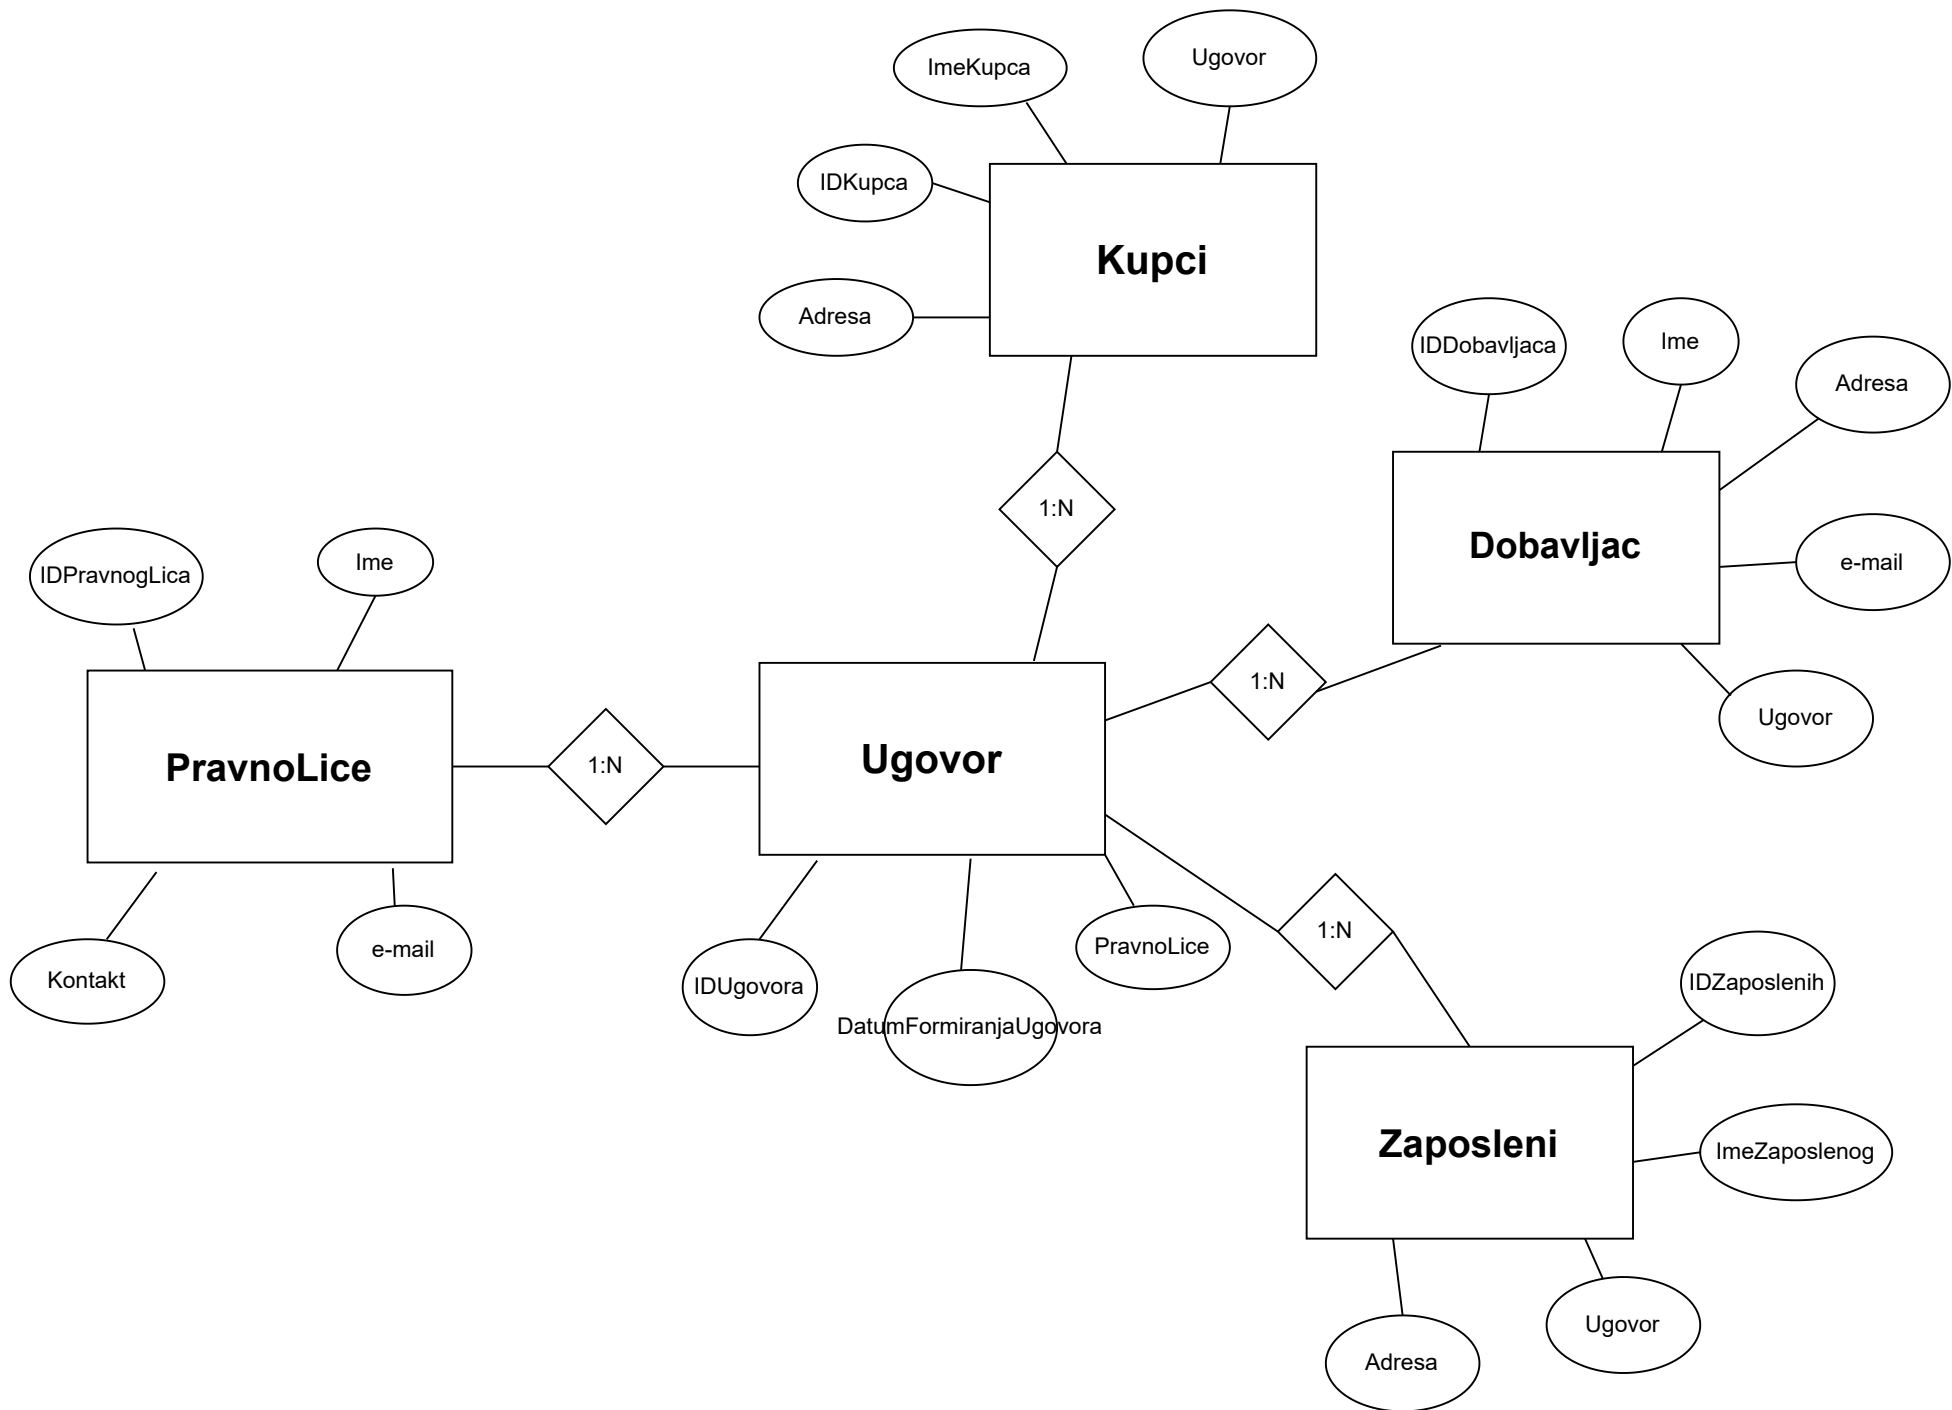 Ugovor
ImeKupca
IDKupca
Kupci
Adresa
IDDobavljaca
Ime
Adresa
1:N
Dobavljac
e-mail
IDPravnogLica
Ime
1:N
Ugovor
PravnoLice
1:N
Ugovor
1:N
Kontakt
e-mail
IDUgovora
DatumFormiranjaUgovora
PravnoLice
IDZaposlenih
Zaposleni
ImeZaposlenog
Adresa
Ugovor